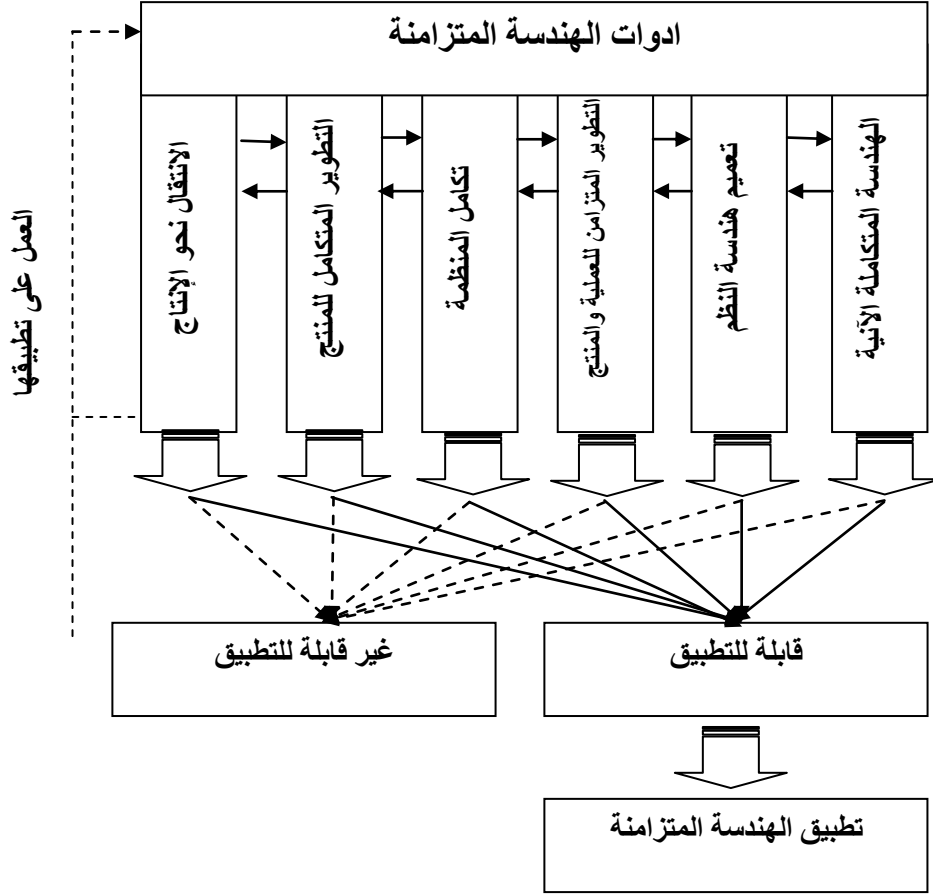 ادوات الهندسة المتزامنة
الهندسة المتكاملة الآنية
تعميم هندسة النظم
التطوير المتزامن للعملية والمنتج
تكامل المنظمة
التطوير المتكامل للمنتج
الانتقال نحو الإنتاج
العمل على تطبيقها
قابلة للتطبيق
غير قابلة للتطبيق
تطبيق الهندسة المتزامنة